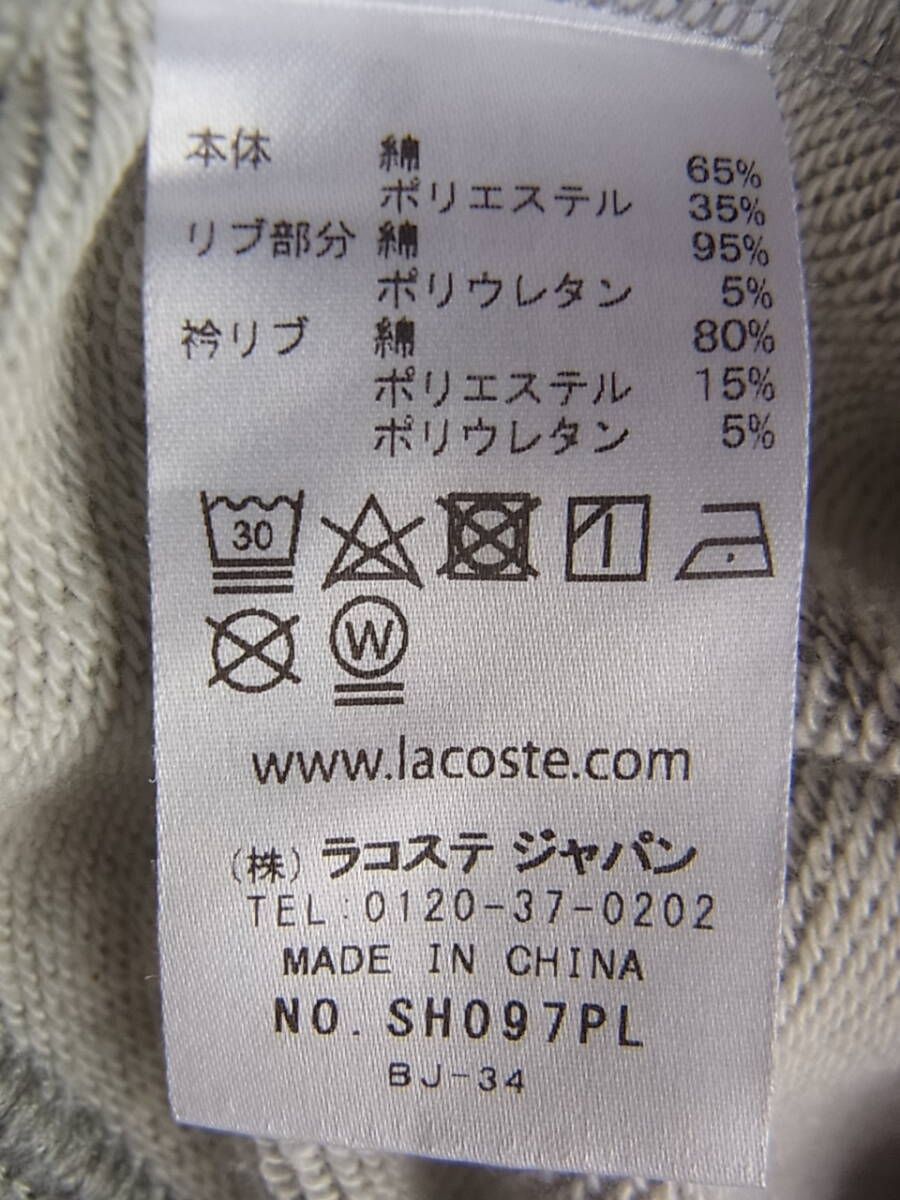 本体 綿 65%
ポリエステル 35%
リブ部分 綿 95%
ポリウレタン 5%
衿リブ 綿 80%
ポリエステル 15%
ポリウレタン 5%
30
W
www.lacoste.com
(株) ラコステ ジャパン
TEL:0120-37-0202
MADE IN CHINA
NO. SH097PL
BJ-34